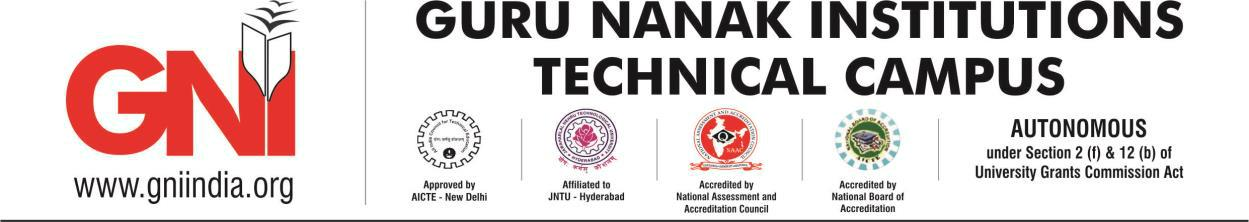 GNI
www.gniindia.org
GURU NANAK INSTITUTIONS
TECHNICAL CAMPUS
Approved by
AICTE - New Delhi
Affiliated to
JNTU - Hyderabad
NAAC
Accredited by
National Assessment and
Accreditation Council
Accredited by
National Board of
Accreditation
AUTONOMOUS
under Section 2 (f) & 12 (b) of
University Grants Commission Act